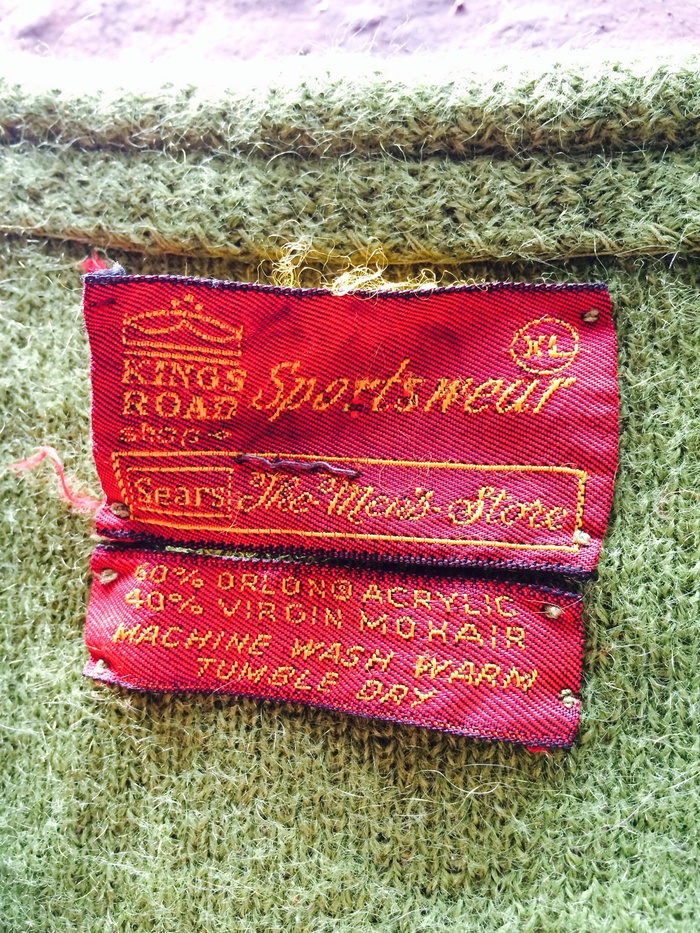 XL
KINGS
ROAD
shop
Sportswear
Sears
The Men's Store
60% ORLON® ACRYLIC
40% VIRGIN MOHAIR
MACHINE WASH WARM
TUMBLE DRY